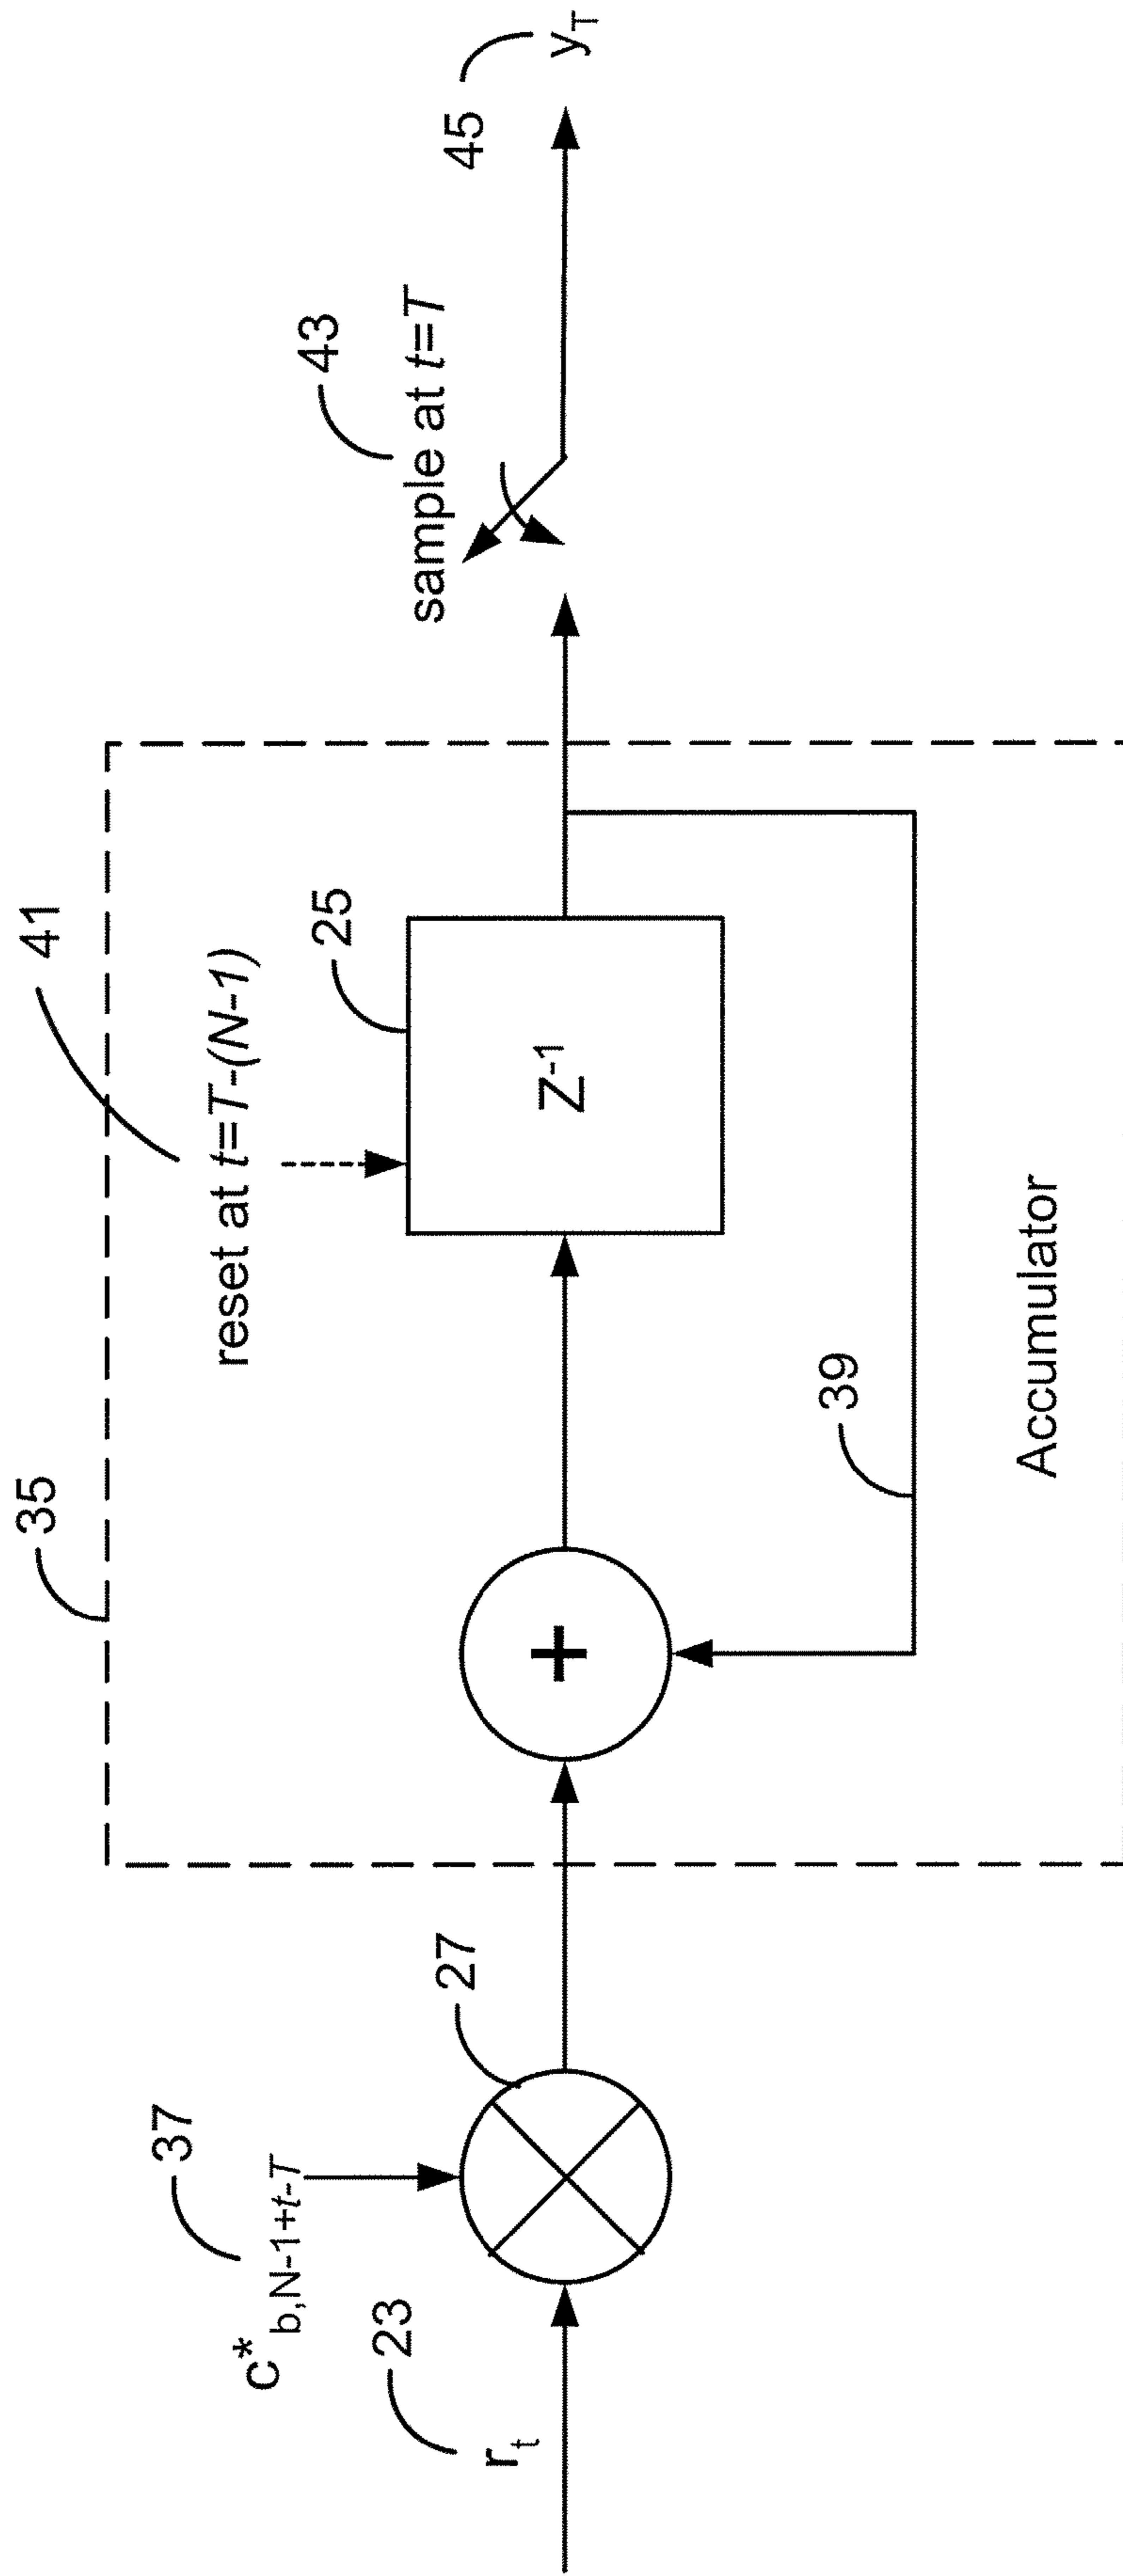 35
41
reset at t=T-(N-1)
25
43
sample at t=T
45
y_T
37
c*_b,N-1+t-T
23
r_t
27
+
Z^-1
39
Accumulator